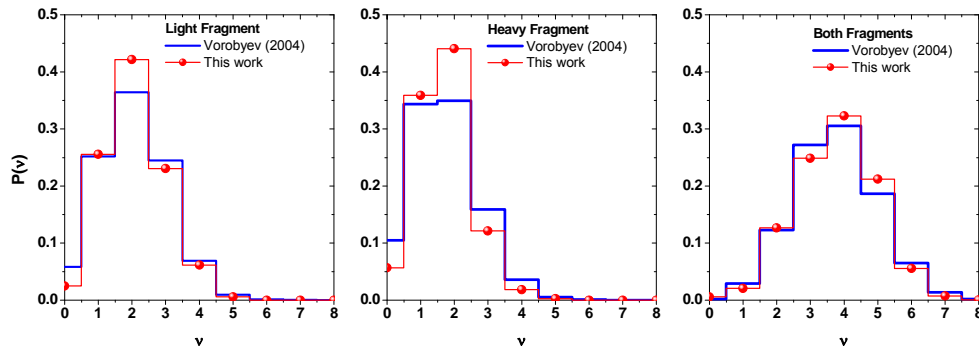 P(ν)
0.5
0.4
0.3
0.2
0.1
0.0
Light Fragment
Vorobyev (2004)
This work
0 1 2 3 4 5 6 7 8
ν
0.5
0.4
0.3
0.2
0.1
0.0
Heavy Fragment
Vorobyev (2004)
This work
0 1 2 3 4 5 6 7 8
ν
0.5
0.4
0.3
0.2
0.1
0.0
Both Fragments
Vorobyev (2004)
This work
0 1 2 3 4 5 6 7 8
ν